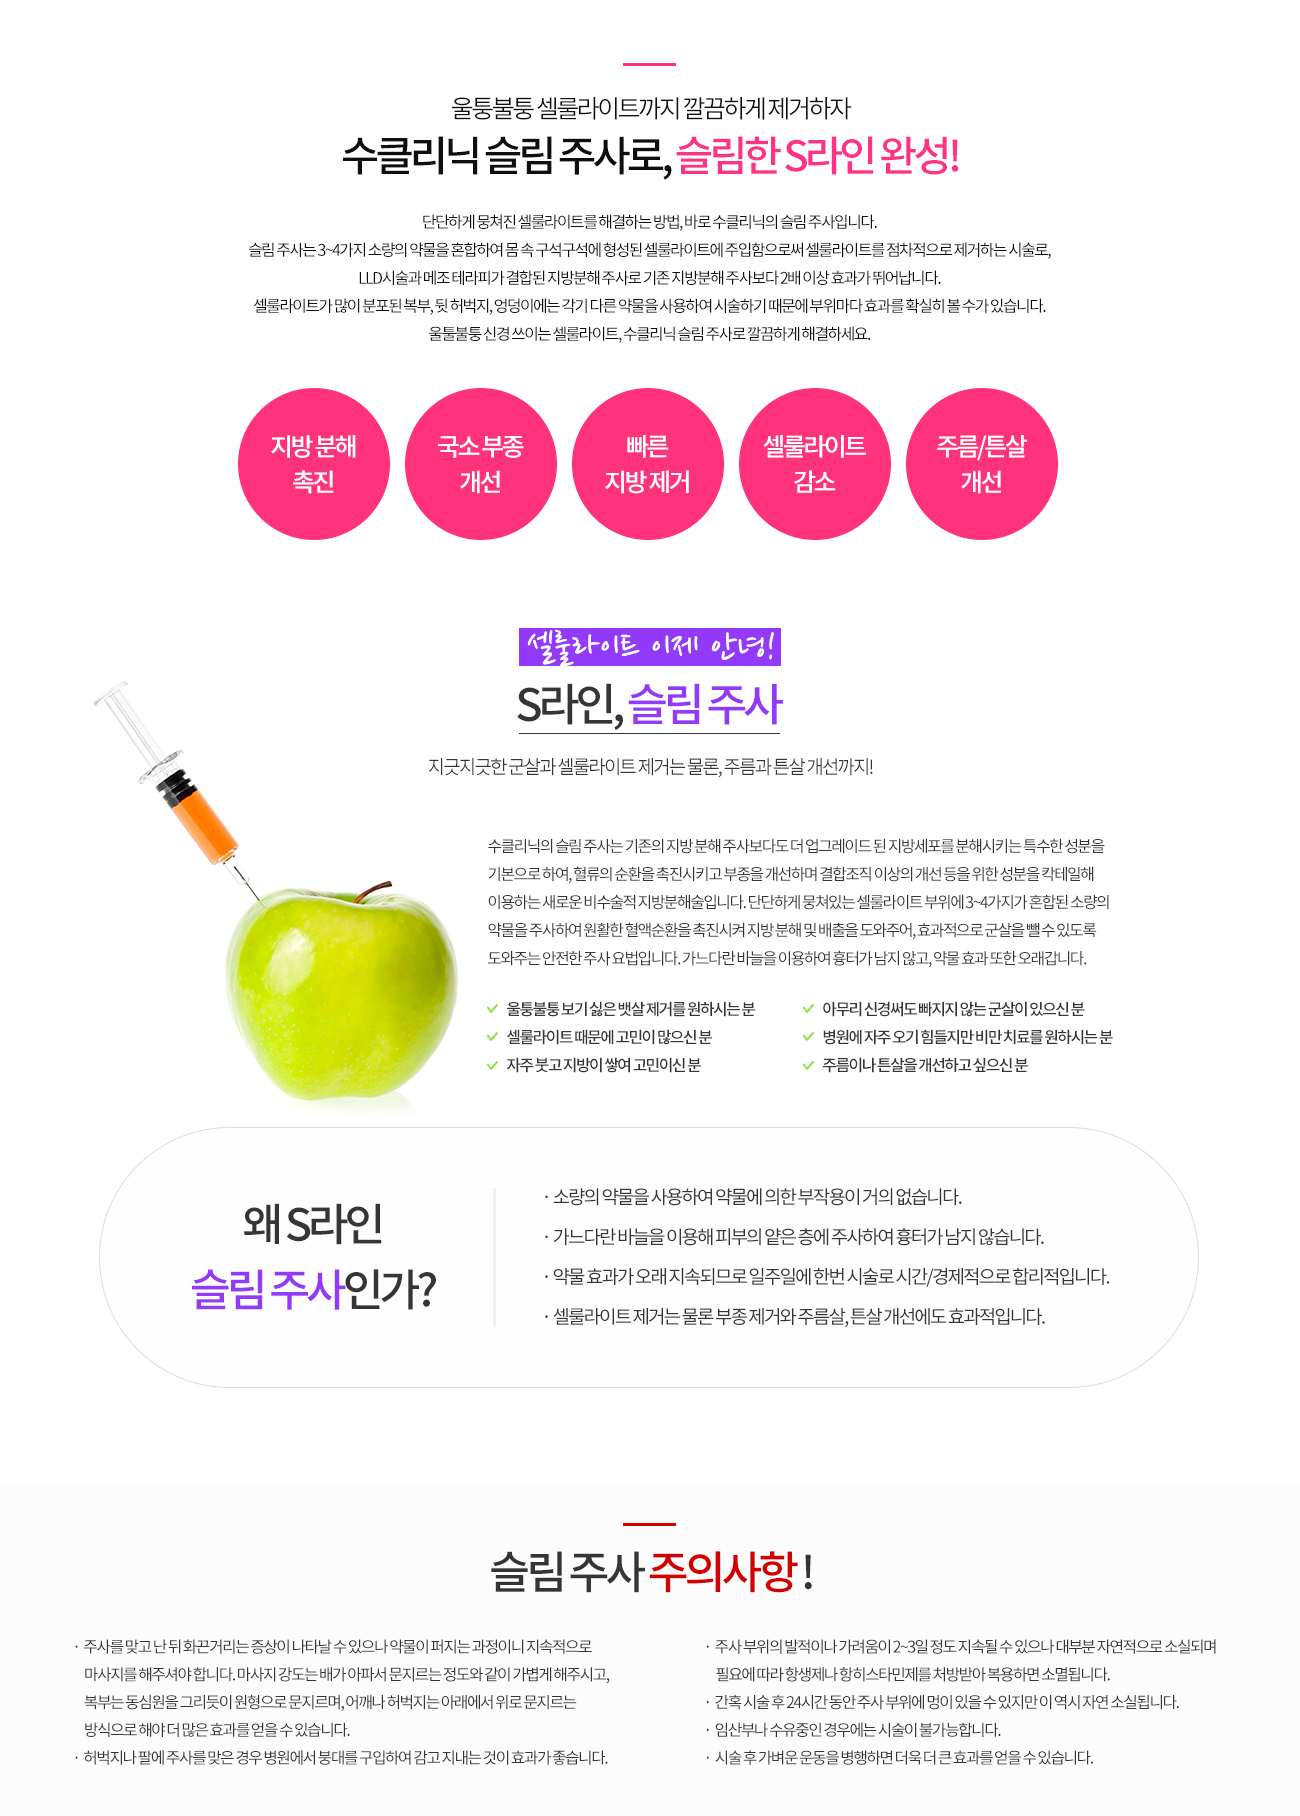 울퉁불퉁 셀룰라이트까지 깔끔하게 제거하자
수클리닉 슬림 주사로, 슬림한 S라인 완성!
단단하게 뭉쳐진 셀룰라이트를 해결하는 방법, 바로 수클리닉의 슬림 주사입니다.
슬림 주사는 3~4가지 소량의 약물을 혼합하여 몸 속 구석구석에 형성된 셀룰라이트에 주입함으로써 셀룰라이트를 점차적으로 제거하는 시술로,
LLD시술과 메조 테라피가 결합된 지방분해 주사로 기존 지방분해 주사보다 2배 이상 효과가 뛰어납니다.
셀룰라이트가 많이 분포된 복부, 뒷 허벅지, 엉덩이에는 각기 다른 약물을 사용하여 시술하기 때문에 부위마다 효과를 확실히 볼 수가 있습니다.
울툴불퉁 신경 쓰이는 셀룰라이트, 수클리닉 슬림 주사로 깔끔하게 해결하세요.
지방 분해
촉진
국소 부종
개선
빠른
지방 제거
셀룰라이트
감소
주름/튼살
개선
셀룰라이트 이제 안녕!
S라인, 슬림 주사
지긋지긋한 군살과 셀룰라이트 제거는 물론, 주름과 튼살 개선까지!
수클리닉의 슬림 주사는 기존의 지방 분해 주사보다도 더 업그레이드 된 지방세포를 분해시키는 특수한 성분을
기본으로 하여, 혈류의 순환을 촉진시키고 부종을 개선하며 결합조직 이상의 개선 등을 위한 성분을 칵테일해
이용하는 새로운 비수술적 지방분해술입니다. 단단하게 뭉쳐있는 셀룰라이트 부위에 3~4가지가 혼합된 소량의
약물을 주사하여 원활한 혈액순환을 촉진시켜 지방 분해 및 배출을 도와주어, 효과적으로 군살을 뺄 수 있도록
도와주는 안전한 주사 요법입니다. 가느다란 바늘을 이용하여 흉터가 남지 않고, 약물 효과 또한 오래갑니다.
울퉁불퉁 보기 싫은 뱃살 제거를 원하시는 분
셀룰라이트 때문에 고민이 많으신 분
자주 붓고 지방이 쌓여 고민이신 분
아무리 신경써도 빠지지 않는 군살이 있으신 분
병원에 자주 오기 힘들지만 비만 치료를 원하시는 분
주름이나 튼살을 개선하고 싶으신 분
왜 S라인
슬림 주사인가?
· 소량의 약물을 사용하여 약물에 의한 부작용이 거의 없습니다.
· 가느다란 바늘을 이용해 피부의 얕은 층에 주사하여 흉터가 남지 않습니다.
· 약물 효과가 오래 지속되므로 일주일에 한번 시술로 시간/경제적으로 합리적입니다.
· 셀룰라이트 제거는 물론 부종 제거와 주름살, 튼살 개선에도 효과적입니다.
슬림 주사 주의사항 !
· 주사를 맞고 난 뒤 화끈거리는 증상이 나타날 수 있으나 약물이 퍼지는 과정이니 지속적으로
마사지를 해주셔야 합니다. 마사지 강도는 배가 아파서 문지르는 정도와 같이 가볍게 해주시고,
복부는 동심원을 그리듯이 원형으로 문지르며, 어깨나 허벅지는 아래에서 위로 문지르는
방식으로 해야 더 많은 효과를 얻을 수 있습니다.
· 허벅지나 팔에 주사를 맞은 경우 병원에서 붕대를 구입하여 감고 지내는 것이 효과가 좋습니다.
· 주사 부위의 발적이나 가려움이 2~3일 정도 지속될 수 있으나 대부분 자연적으로 소실되며
필요에 따라 항생제나 항히스타민제를 처방받아 복용하면 소멸됩니다.
· 간혹 시술 후 24시간 동안 주사 부위에 멍이 있을 수 있지만 이 역시 자연 소실됩니다.
· 임산부나 수유중인 경우에는 시술이 불가능합니다.
· 시술 후 가벼운 운동을 병행하면 더욱 더 큰 효과를 얻을 수 있습니다.